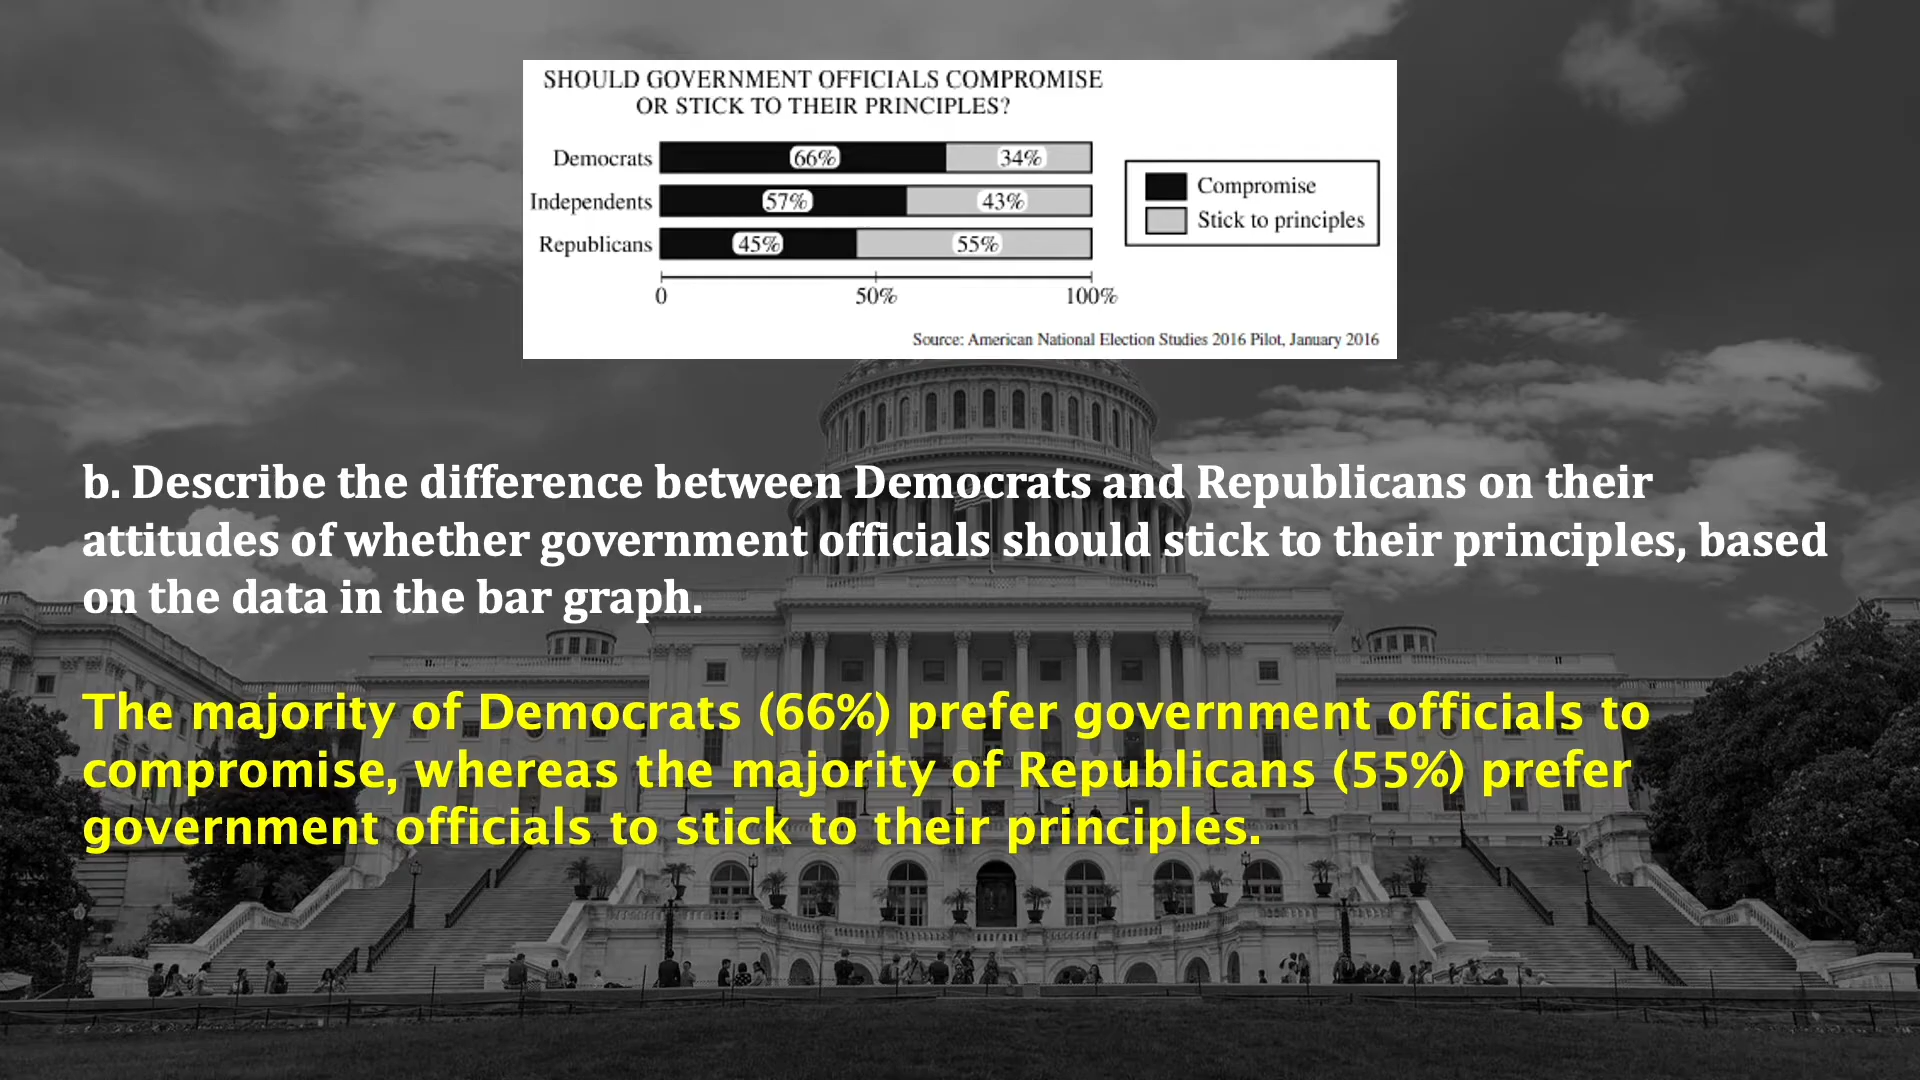 SHOULD GOVERNMENT OFFICIALS COMPROMISE
OR STICK TO THEIR PRINCIPLES?
Democrats 66% 34%
Independents 57% 43%
Republicans 45% 55%
0 50% 100%
Compromise
Stick to principles
Source: American National Election Studies 2016 Pilot, January 2016
b. Describe the difference between Democrats and Republicans on their
attitudes of whether government officials should stick to their principles, based
on the data in the bar graph.
The majority of Democrats (66%) prefer government officials to
compromise, whereas the majority of Republicans (55%) prefer
government officials to stick to their principles.